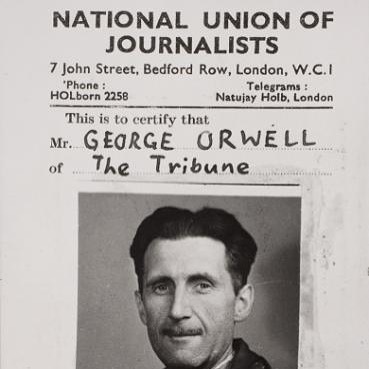 NATIONAL UNION OF
JOURNALISTS
7 John Street, Bedford Row, London, W.C.1
'Phone : Telegrams :
HOLborn 2258 Natujay Holb, London
This is to certify that
Mr. GEORGE ORWELL
of The Tribune